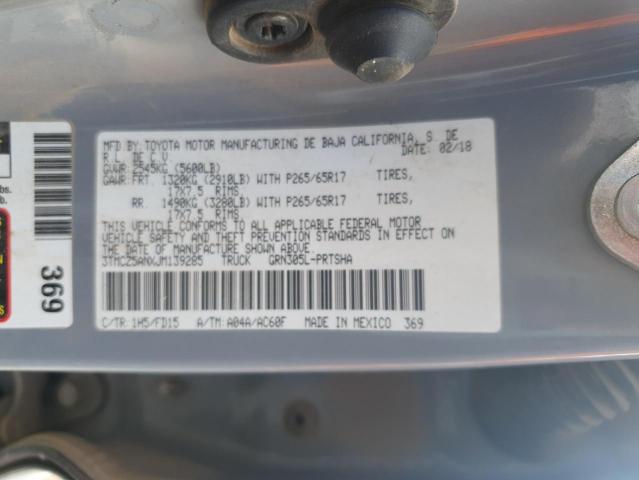 MFD BY: TOYOTA MOTOR MANUFACTURING DE BAJA CALIFORNIA, S. DE
R.L. DE C.V. DATE: 02/18
GVWR: 2545KG (5600LB)
GAWR: FRT. 1320KG (2910LB) WITH P265/65R17 TIRES,
17X7.5 RIMS
RR. 1490KG (3280LB) WITH P265/65R17 TIRES,
17X7.5 RIMS
THIS VEHICLE CONFORMS TO ALL APPLICABLE FEDERAL MOTOR
VEHICLE SAFETY AND THEFT PREVENTION STANDARDS IN EFFECT ON
THE DATE OF MANUFACTURE SHOWN ABOVE.
3TMCZ5ANXJM139205 TRUCK GRN305L-PRTSHA
C/TR: 1H5/FD15 A/TM: A04A/AC60F MADE IN MEXICO 369
369
lbs.